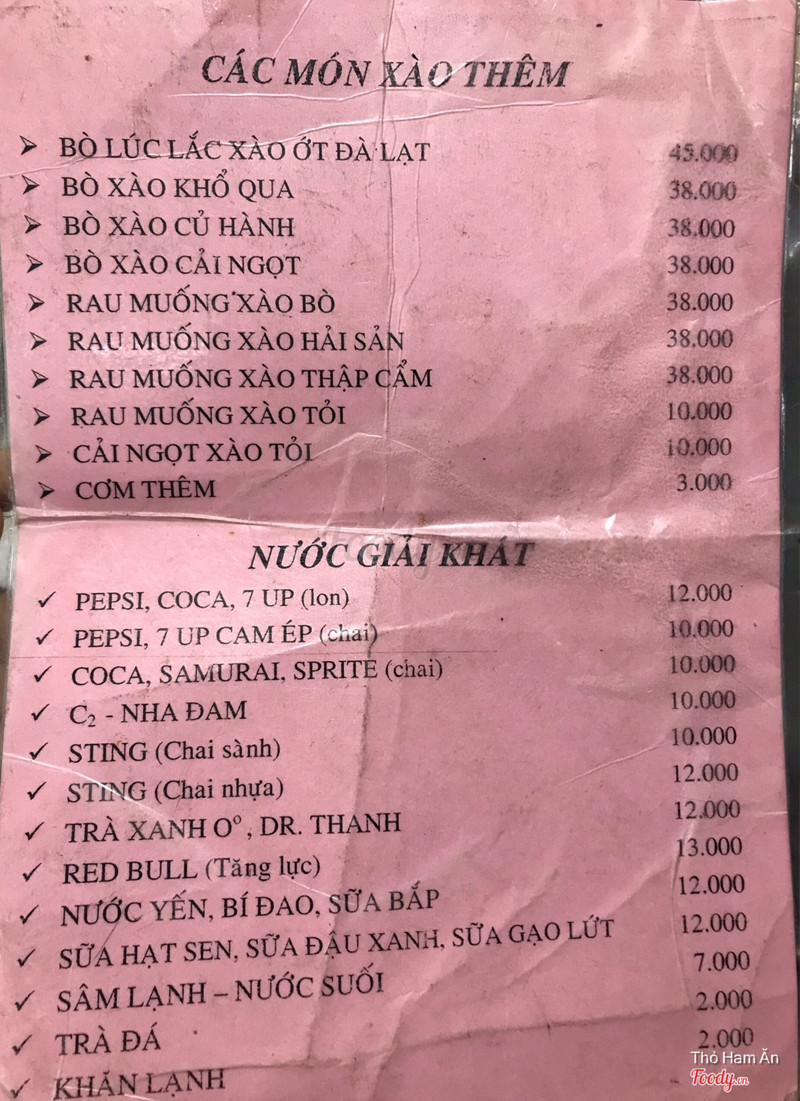 CÁC MÓN XÀO THÊM
➢ BÒ LÚC LẮC XÀO ỚT ĐÀ LẠT 45.000
➢ BÒ XÀO KHỔ QUA 38.000
➢ BÒ XÀO CỦ HÀNH 38.000
➢ BÒ XÀO CẢI NGỌT 38.000
➢ RAU MUỐNG XÀO BÒ 38.000
➢ RAU MUỐNG XÀO HẢI SẢN 38.000
➢ RAU MUỐNG XÀO THẬP CẨM 38.000
➢ RAU MUỐNG XÀO TỎI 10.000
➢ CẢI NGỌT XÀO TỎI 10.000
➢ CƠM THÊM 3.000
NƯỚC GIẢI KHÁT
✓ PEPSI, COCA, 7 UP (lon) 12.000
✓ PEPSI, 7 UP CAM ÉP (chai) 10.000
✓ COCA, SAMURAI, SPRITE (chai) 10.000
✓ C₂ - NHA ĐAM 10.000
✓ STING (Chai sành) 10.000
✓ STING (Chai nhựa) 12.000
✓ TRÀ XANH O°, DR. THANH 12.000
✓ RED BULL (Tăng lực) 13.000
✓ NƯỚC YẾN, BÍ ĐAO, SỮA BẮP 12.000
✓ SỮA HẠT SEN, SỮA ĐẬU XANH, SỮA GẠO LỨT 12.000
✓ SÂM LẠNH – NƯỚC SUỐI 7.000
✓ TRÀ ĐÁ 2.000
✓ KHĂN LẠNH 2.000
Thỏ Ham Ăn
Foody.vn